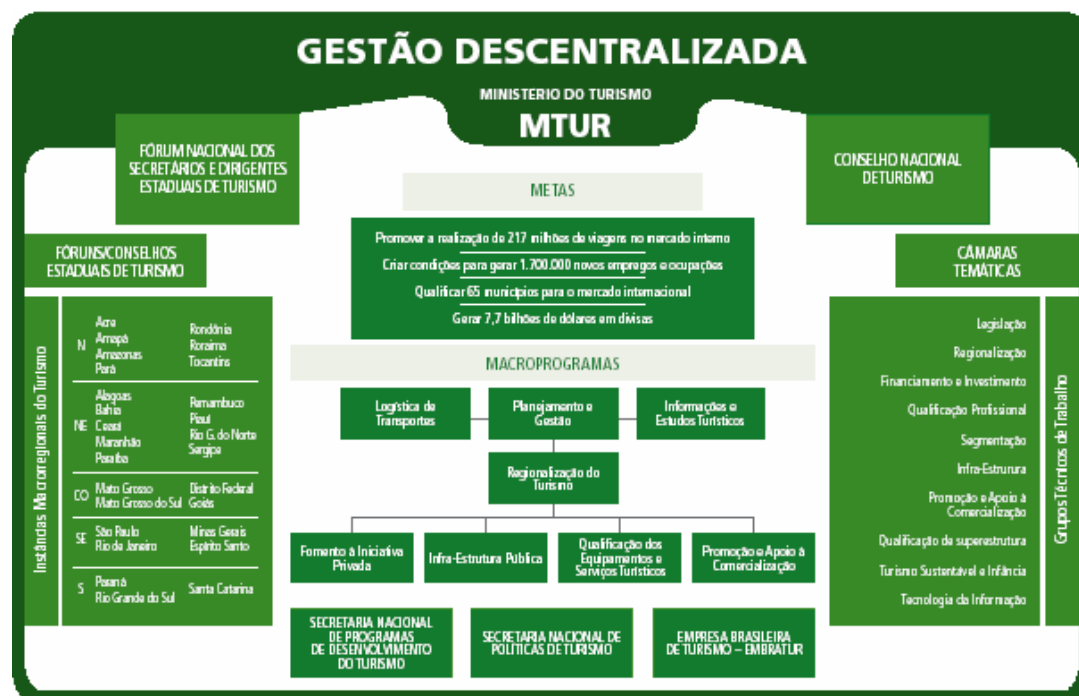 GESTÃO DESCENTRALIZADA
MINISTERIO DO TURISMO
MTUR
FÓRUM NACIONAL DOS
SECRETÁRIOS E DIRIGENTES
ESTADUAIS DE TURISMO
CONSELHO NACIONAL
DE TURISMO
METAS
Promover a realização de 217 milhões de viagens no mercado interno
Criar condições para gerar 1.700.000 novos empregos e ocupações
Qualificar 65 municípios para o mercado internacional
Gerar 7,7 bilhões de dólares em divisas
FÓRUNS/CONSELHOS
ESTADUAIS DE TURISMO
Instâncias Macrorregionais do Turismo
N
Acre
Amapá
Amazonas
Pará
Rondônia
Roraima
Tocantins
NE
Alagoas
Bahia
Ceará
Maranhão
Paraíba
Pernambuco
Piauí
Rio G. do Norte
Sergipe
CO
Mato Grosso
Mato Grosso do Sul
Distrito Federal
Goiás
SE
São Paulo
Rio de Janeiro
Minas Gerais
Espírito Santo
S
Paraná
Rio Grande do Sul
Santa Catarina
MACROPROGRAMAS
Logística de
Transportes
Planejamento e
Gestão
Informações e
Estudos Turísticos
Regionalização do
Turismo
Fomento à Iniciativa
Privada
Infra-Estrutura Pública
Qualificação dos
Equipamentos e
Serviços Turísticos
Promoção e Apoio à
Comercialização
SECRETARIA NACIONAL
DE PROGRAMAS
DE DESENVOLVIMENTO
DO TURISMO
SECRETARIA NACIONAL DE
POLÍTICAS DE TURISMO
EMPRESA BRASILEIRA
DE TURISMO – EMBRATUR
CÂMARAS
TEMÁTICAS
Legislação
Regionalização
Financiamento e Investimento
Qualificação Profissional
Segmentação
Infra-Estrurura
Promoção e Apoio à
Comercialização
Qualificação de superestrutura
Turismo Sustentável e Infância
Tecnologia da Informação
Grupos Técnicos de Trabalho